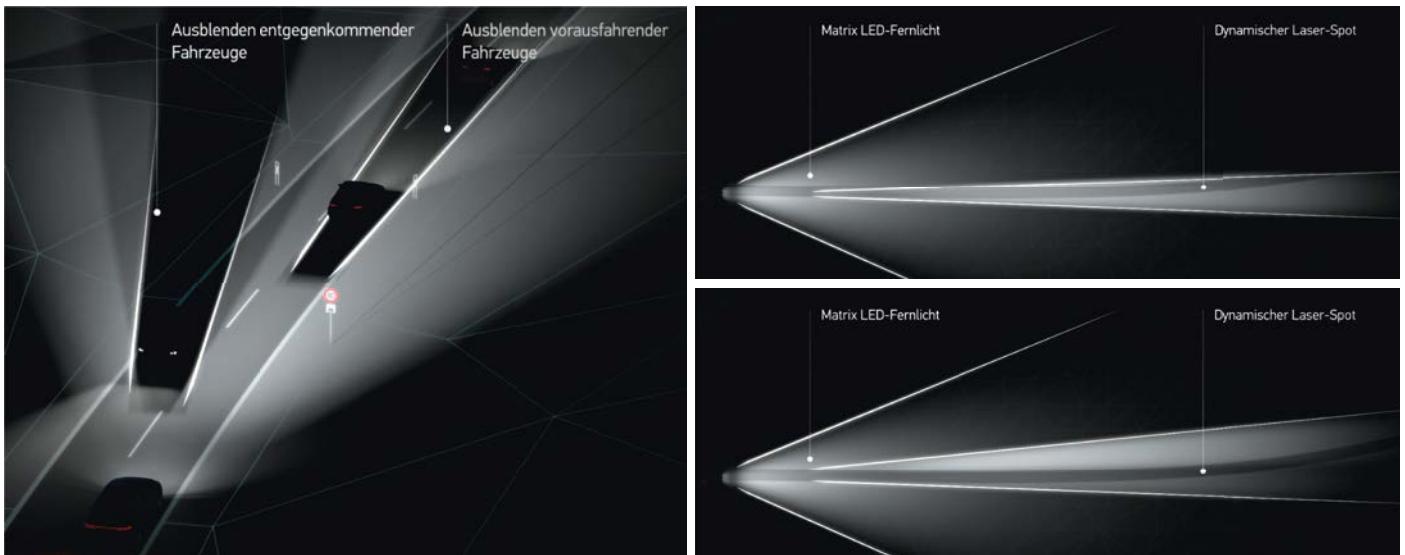 Ausblenden entgegenkommender
Fahrzeuge
Ausblenden vorausfahrender
Fahrzeuge
Matrix LED-Fernlicht
Dynamischer Laser-Spot
Matrix LED-Fernlicht
Dynamischer Laser-Spot